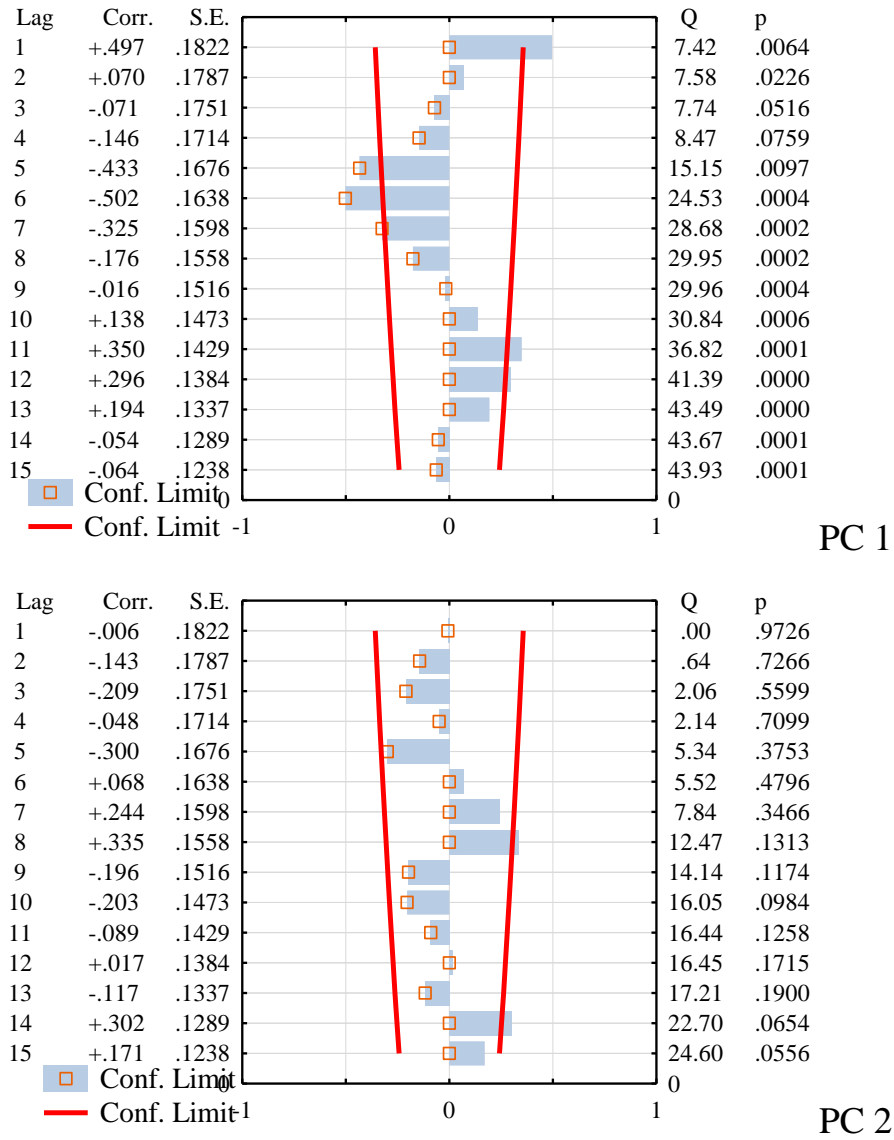 Lag Corr. S.E. Q p
1 +.497 .1822 7.42 .0064
2 +.070 .1787 7.58 .0226
3 -.071 .1751 7.74 .0516
4 -.146 .1714 8.47 .0759
5 -.433 .1676 15.15 .0097
6 -.502 .1638 24.53 .0004
7 -.325 .1598 28.68 .0002
8 -.176 .1558 29.95 .0002
9 -.016 .1516 29.96 .0004
10 +.138 .1473 30.84 .0006
11 +.350 .1429 36.82 .0001
12 +.296 .1384 41.39 .0000
13 +.194 .1337 43.49 .0000
14 -.054 .1289 43.67 .0001
15 -.064 .1238 43.93 .0001
0 0
Conf. Limit
Conf. Limit -1 0 1
PC 1
Lag Corr. S.E. Q p
1 -.006 .1822 .00 .9726
2 -.143 .1787 .64 .7266
3 -.209 .1751 2.06 .5599
4 -.048 .1714 2.14 .7099
5 -.300 .1676 5.34 .3753
6 +.068 .1638 5.52 .4796
7 +.244 .1598 7.84 .3466
8 +.335 .1558 12.47 .1313
9 -.196 .1516 14.14 .1174
10 -.203 .1473 16.05 .0984
11 -.089 .1429 16.44 .1258
12 +.017 .1384 16.45 .1715
13 -.117 .1337 17.21 .1900
14 +.302 .1289 22.70 .0654
15 +.171 .1238 24.60 .0556
Conf. Limit 0 0
Conf. Limit -1 0 1
PC 2